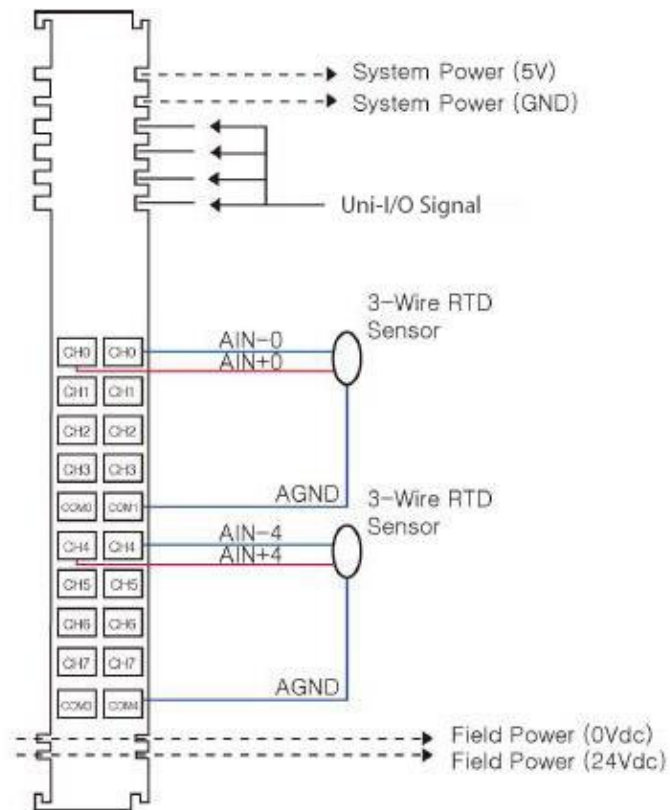 System Power (5V)
System Power (GND)
Uni-I/O Signal
3-Wire RTD
Sensor
AIN-0
CH0 CH0
AIN+0
CH1 CH1
CH2 CH2
CH3 CH3
AGND
COM0 COM1
3-Wire RTD
Sensor
AIN-4
CH4 CH4
AIN+4
CH5 CH5
CH6 CH6
CH7 CH7
AGND
COM3 COM4
Field Power (0Vdc)
Field Power (24Vdc)